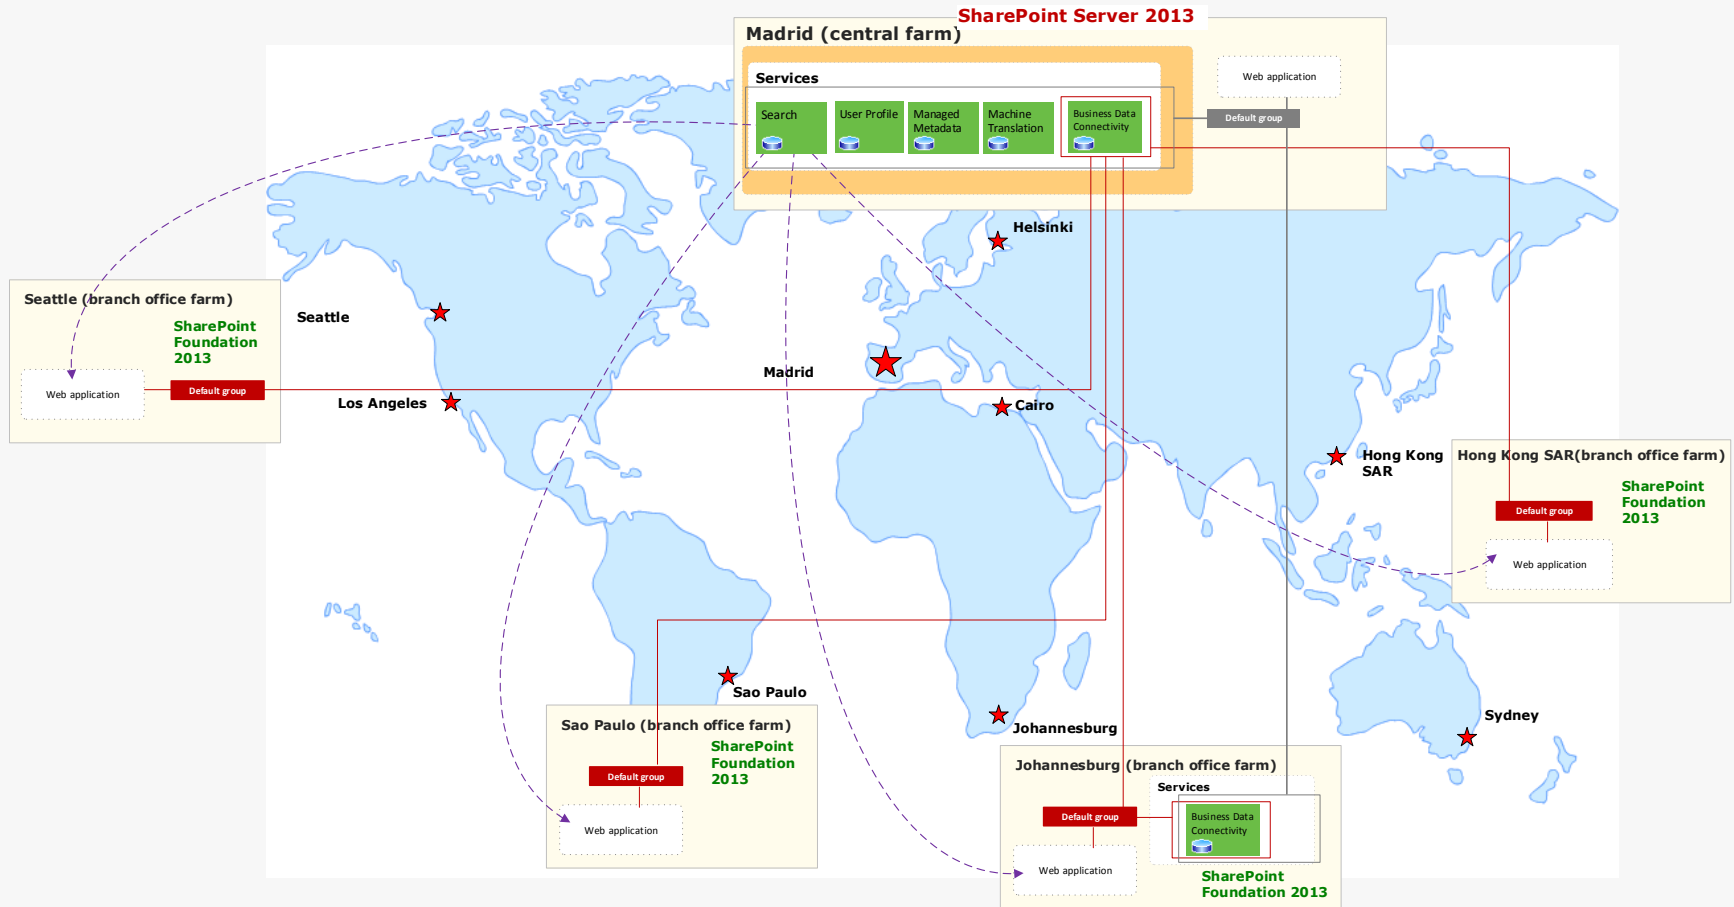 SharePoint Server 2013
Madrid (central farm)
Services
Search
User Profile
Managed
Metadata
Machine
Translation
Business Data
Connectivity
Web application
Default group
Helsinki
Seattle (branch office farm)
SharePoint
Foundation
2013
Web application
Default group
Seattle
Los Angeles
Madrid
Cairo
Hong Kong
SAR
Hong Kong SAR(branch office farm)
SharePoint
Foundation
2013
Default group
Web application
Sao Paulo
Sao Paulo (branch office farm)
SharePoint
Foundation
2013
Default group
Web application
Johannesburg
Sydney
Johannesburg (branch office farm)
Services
Default group
Business Data
Connectivity
Web application
SharePoint
Foundation 2013